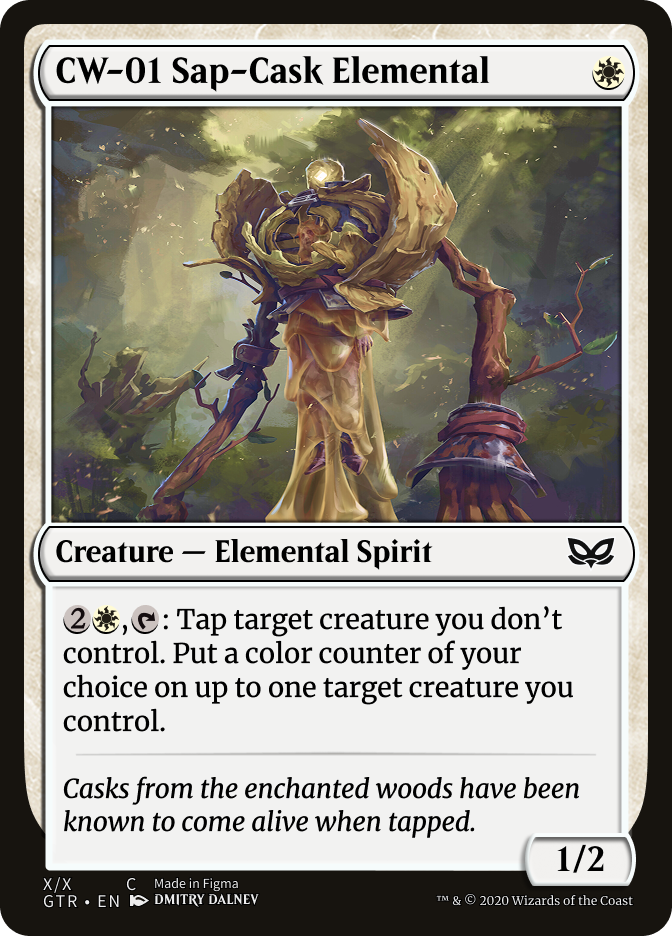 CW-01 Sap-Cask Elemental
Creature — Elemental Spirit
2, : Tap target creature you don’t
control. Put a color counter of your
choice on up to one target creature you
control.
Casks from the enchanted woods have been
known to come alive when tapped.
1/2
X/X C Made in Figma
GTR • EN DMITRY DALNEV ™ & © 2020 Wizards of the Coast